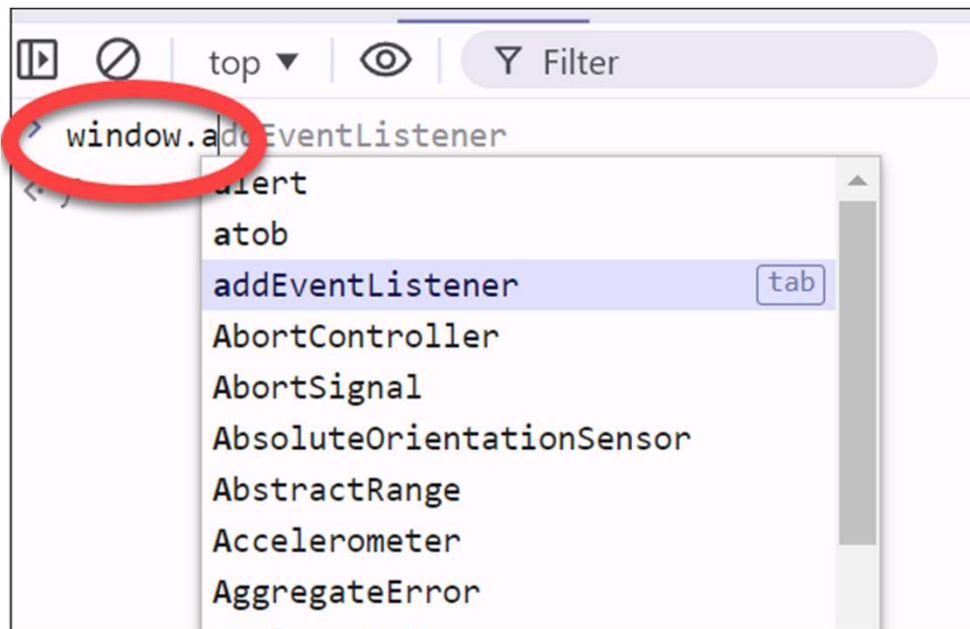 top ▼ Filter
window.addEventListener
alert
atob
addEventListener tab
AbortController
AbortSignal
AbsoluteOrientationSensor
AbstractRange
Accelerometer
AggregateError